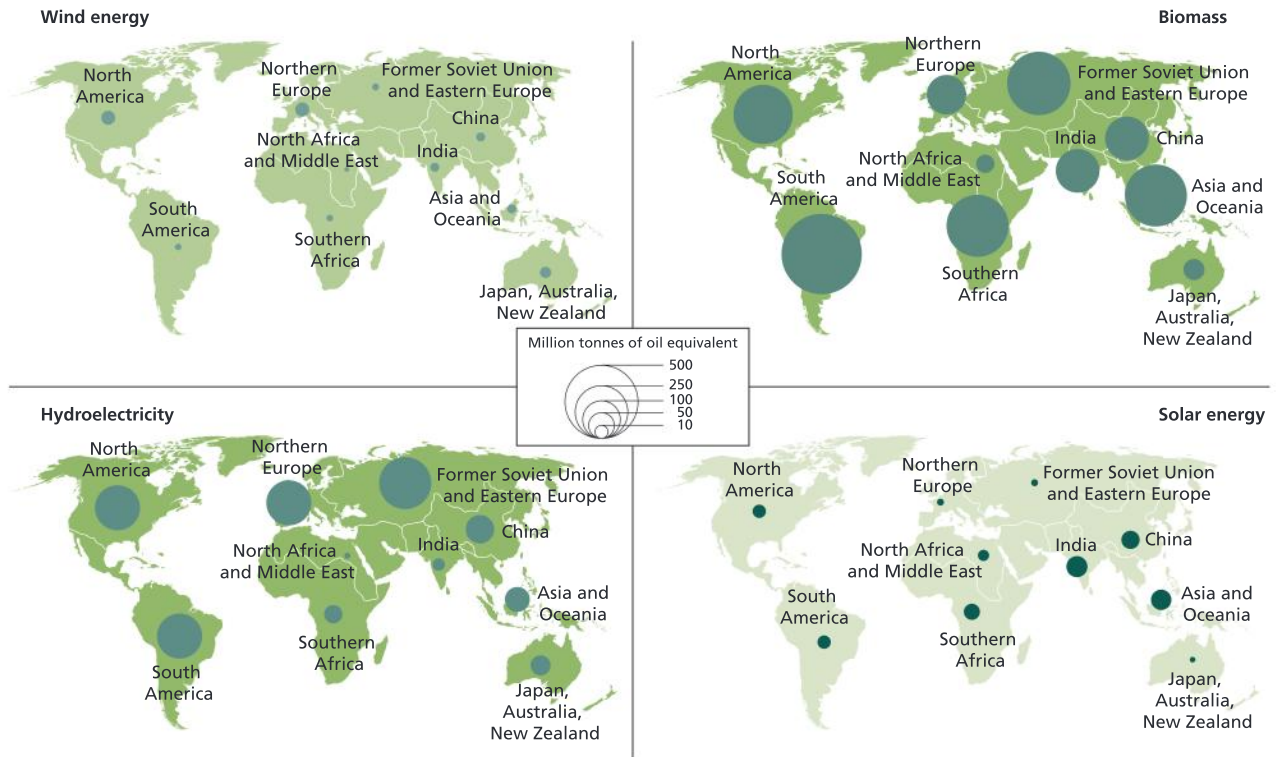 Wind energy
North
America
Northern
Europe
Former Soviet Union
and Eastern Europe
China
North Africa
and Middle East
India
Asia and
Oceania
South
America
Southern
Africa
Japan, Australia,
New Zealand
Biomass
North
America
Northern
Europe
Former Soviet Union
and Eastern Europe
India
China
North Africa
and Middle East
South
America
Asia and
Oceania
Southern
Africa
Japan,
Australia,
New Zealand
Million tonnes of oil equivalent
500
250
100
50
10
Hydroelectricity
North
America
Northern
Europe
Former Soviet Union
and Eastern Europe
China
India
North Africa
and Middle East
Asia and
Oceania
Southern
Africa
South
America
Japan,
Australia,
New Zealand
Solar energy
North
America
Northern
Europe
Former Soviet Union
and Eastern Europe
India
China
North Africa
and Middle East
South
America
Asia and
Oceania
Southern
Africa
Japan,
Australia,
New Zealand